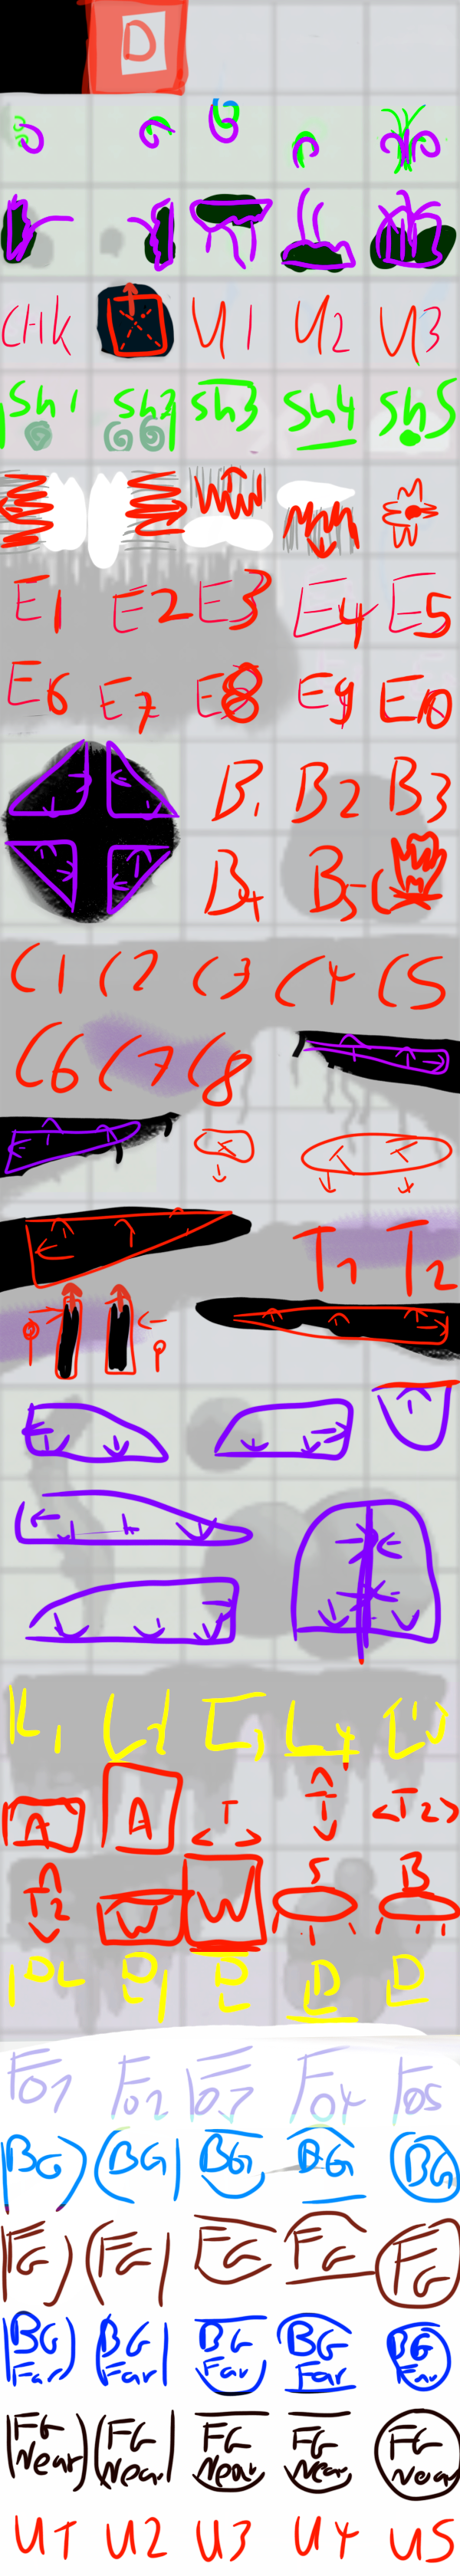 D
CHK U1 U2 U3
Sh1 Sh2 Sh3 Sh4 Sh5
E1 E2 E3 E4 E5
E6 E7 E8 E9 E10
B1 B2 B3
B4 B5
C1 C2 C3 C4 C5
C6 C7 C8
T1 T2
L4
A A T T T2
T2 W W S B
D D D D
Fo1 Fo2 Fo3 Fo4 Fo5
BG BG BG BG BG
FG FG FG FG FG
BG BG BG BG BG
Far Far Far Far Far
FG FG FG FG FG
Near Near Near Near Near
U1 U2 U3 U4 U5